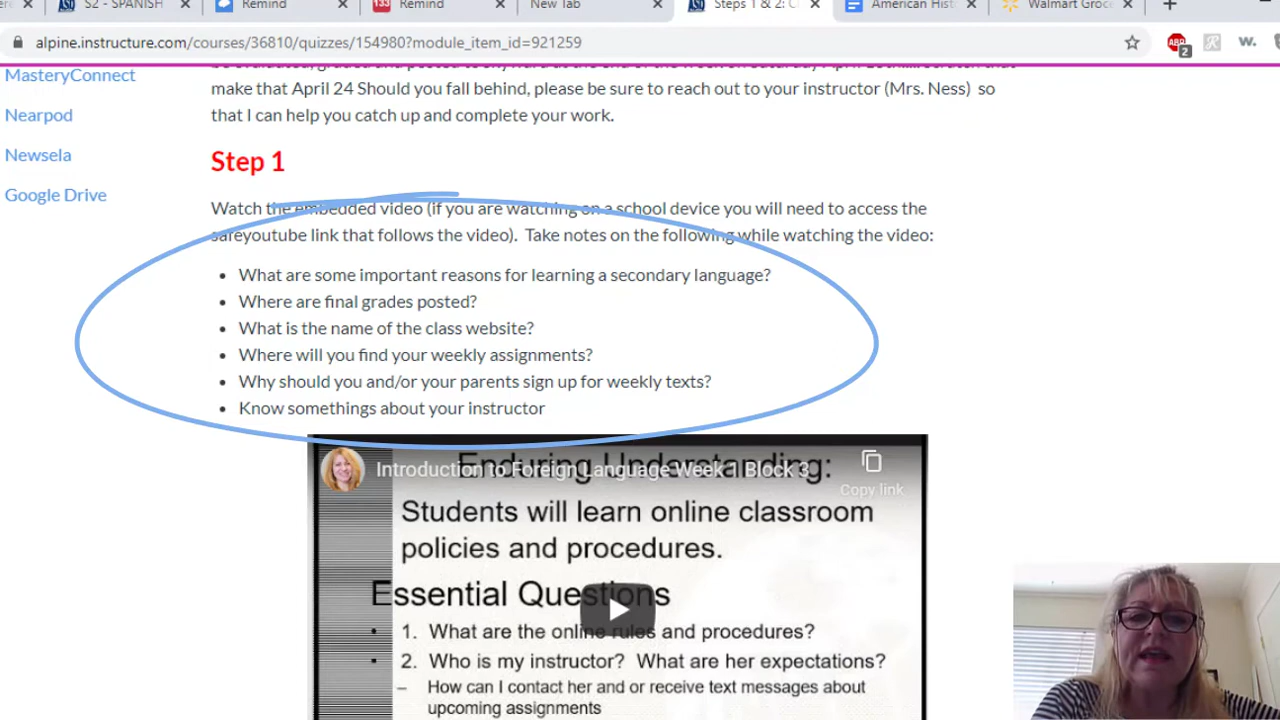 S2 - SPANISH
Remind
133 Remind
New Tab
Steps 1 & 2: C
American His
Walmart Groc
alpine.instructure.com/courses/36810/quizzes/154980?module_item_id=921259
ABP
2
w.
MasteryConnect
Nearpod
Newsela
Google Drive
make that April 24 Should you fall behind, please be sure to reach out to your instructor (Mrs. Ness) so
that I can help you catch up and complete your work.
Step 1
Watch the embedded video (if you are watching on a school device you will need to access the
safeyoutube link that follows the video). Take notes on the following while watching the video:
• What are some important reasons for learning a secondary language?
• Where are final grades posted?
• What is the name of the class website?
• Where will you find your weekly assignments?
• Why should you and/or your parents sign up for weekly texts?
• Know somethings about your instructor
Introduction to Foreign Language Week 1 Block 3
Copy link
Enduring Understanding:
Students will learn online classroom
policies and procedures.
Essential Questions
• 1. What are the online rules and procedures?
• 2. Who is my instructor? What are her expectations?
– How can I contact her and or receive text messages about
upcoming assignments